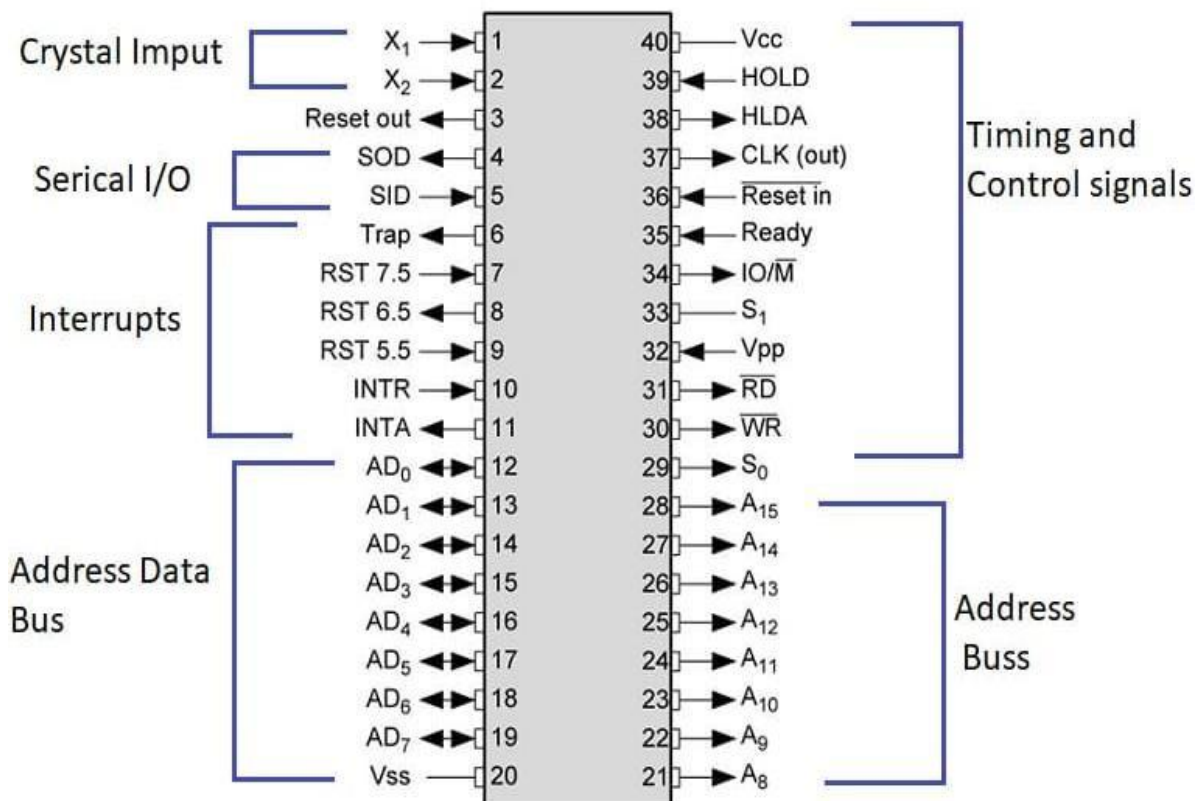 Crystal Imput
X₁ 1
X₂ 2
Reset out 3
Serical I/O
SOD 4
SID 5
Interrupts
Trap 6
RST 7.5 7
RST 6.5 8
RST 5.5 9
INTR 10
INTA 11
Address Data
Bus
AD₀ 12
AD₁ 13
AD₂ 14
AD₃ 15
AD₄ 16
AD₅ 17
AD₆ 18
AD₇ 19
Vss 20
40 Vcc
39 HOLD
38 HLDA
37 CLK (out)
36 R̅e̅s̅e̅t̅ i̅n̅
35 Ready
34 IO/M̅
33 S₁
32 Vpp
31 R̅D̅
30 W̅R̅
29 S₀
Timing and
Control signals
28 A₁₅
27 A₁₄
26 A₁₃
25 A₁₂
24 A₁₁
23 A₁₀
22 A₉
21 A₈
Address
Buss